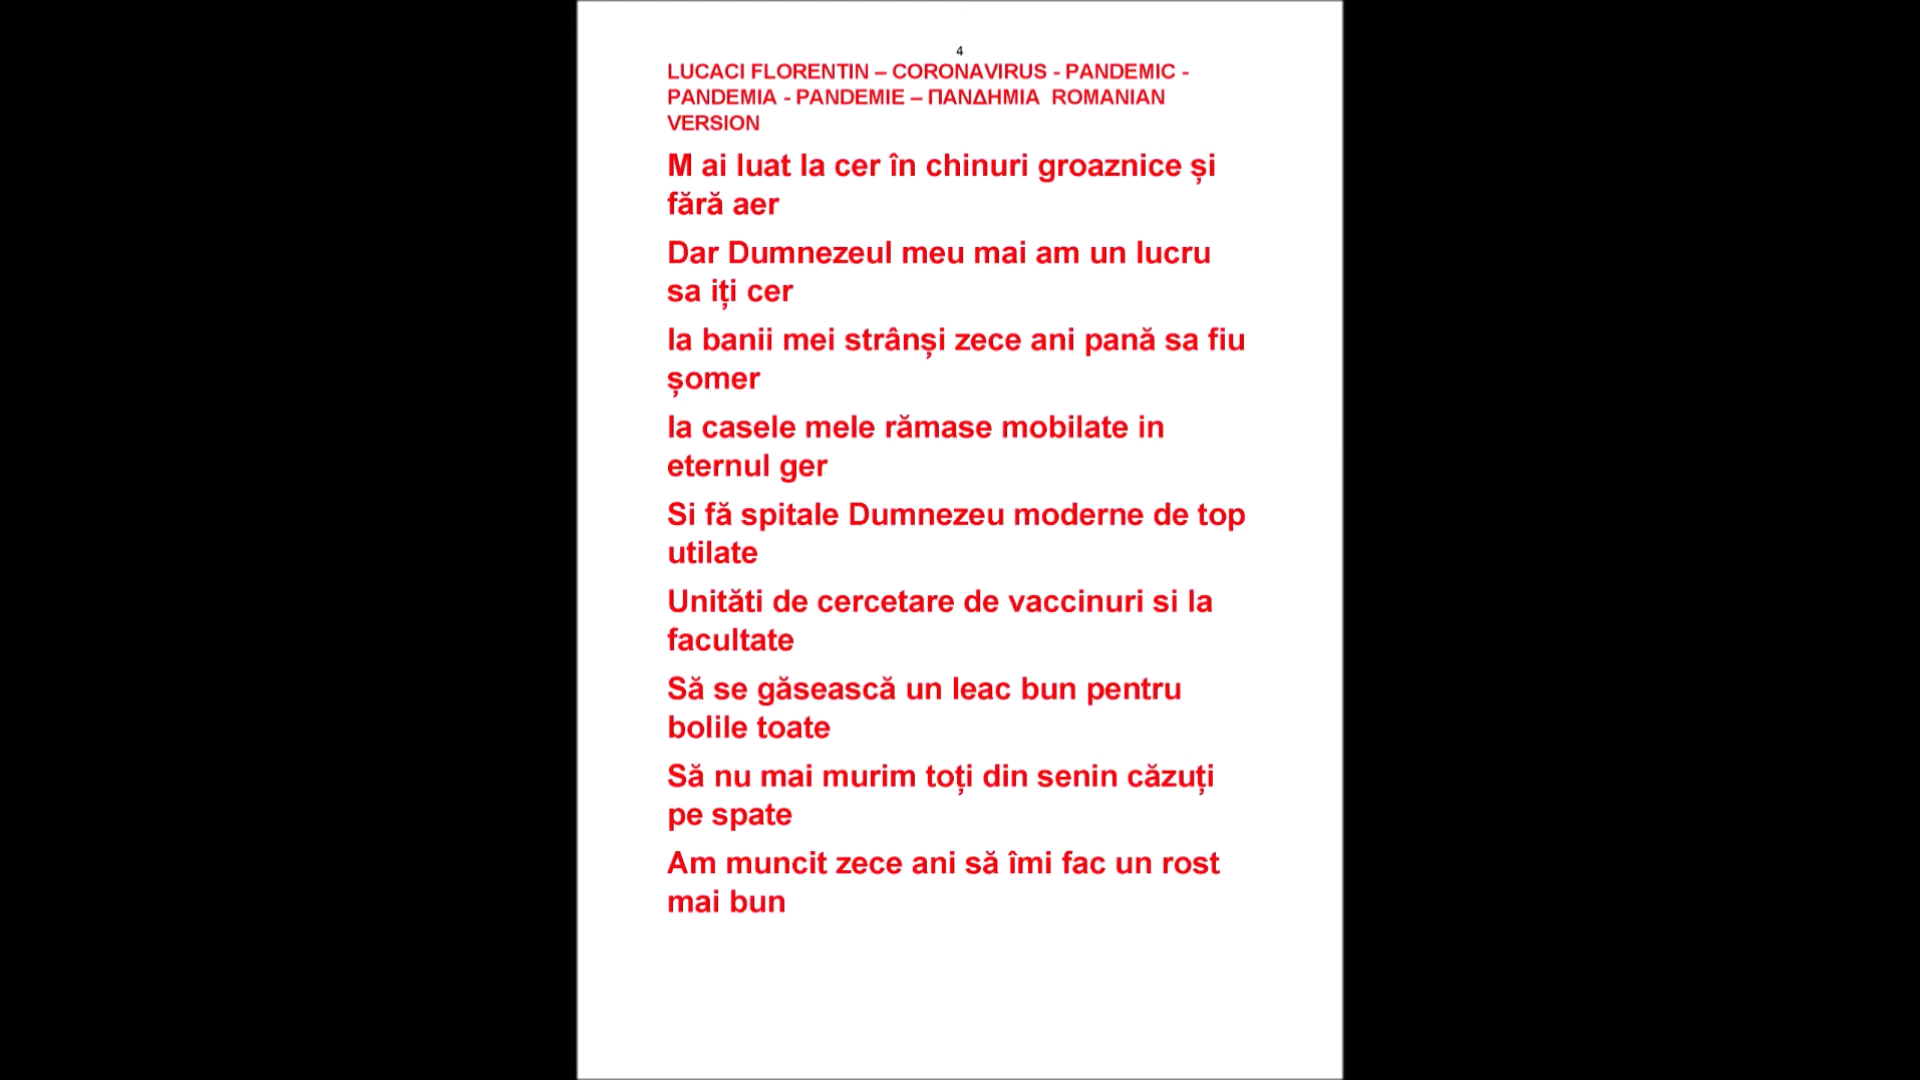 4
LUCACI FLORENTIN – CORONAVIRUS - PANDEMIC -
PANDEMIA - PANDEMIE – ΠΑΝΔΗΜΙΑ  ROMANIAN
VERSION
M ai luat la cer în chinuri groaznice și
fără aer
Dar Dumnezeul meu mai am un lucru
sa iți cer
Ia banii mei strânși zece ani pană sa fiu
șomer
Ia casele mele rămase mobilate in
eternul ger
Si fă spitale Dumnezeu moderne de top
utilate
Unităti de cercetare de vaccinuri si la
facultate
Să se găsească un leac bun pentru
bolile toate
Să nu mai murim toți din senin căzuți
pe spate
Am muncit zece ani să îmi fac un rost
mai bun